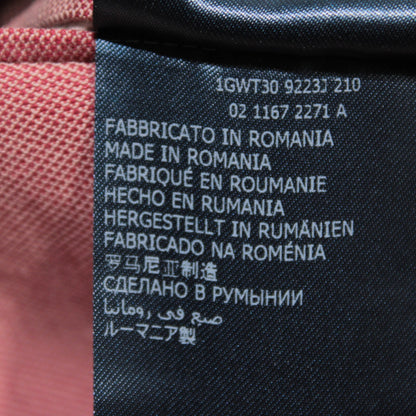 1GWT30 9223J 210
02 1167 2271 A
FABBRICATO IN ROMANIA
MADE IN ROMANIA
FABRIQUÉ EN ROUMANIE
HECHO EN RUMANIA
HERGESTELLT IN RUMÄNIEN
FABRICADO NA ROMÉNIA
罗马尼亚制造
СДЕЛАНО В РУМЫНИИ
صنع في رومانيا
ルーマニア製